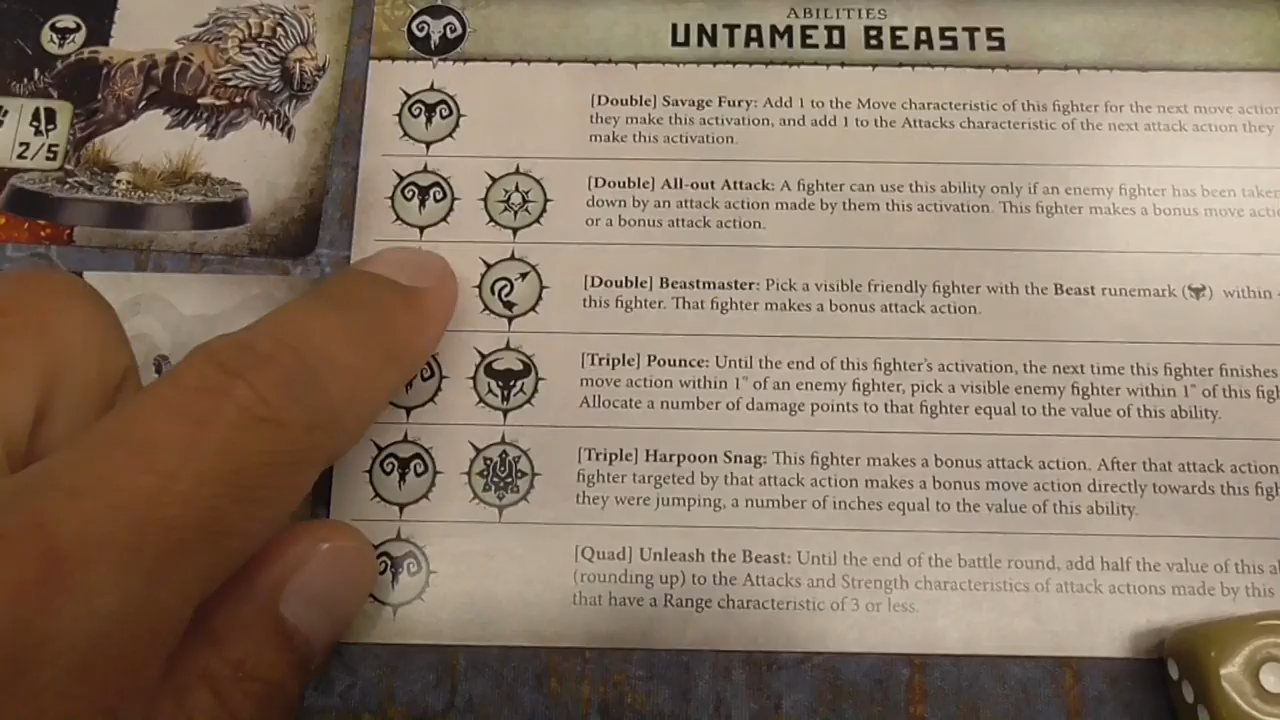 ABILITIES
UNTAMED BEASTS
2/5
[Double] Savage Fury: Add 1 to the Move characteristic of this fighter for the next move action
they make this activation, and add 1 to the Attacks characteristic of the next attack action they
make this activation.
[Double] All-out Attack: A fighter can use this ability only if an enemy fighter has been taken
down by an attack action made by them this activation. This fighter makes a bonus move
or a bonus attack action.
[Double] Beastmaster: Pick a visible friendly fighter with the Beast runemark ( ) within
this fighter. That fighter makes a bonus attack action.
[Triple] Pounce: Until the end of this fighter's activation, the next time this fighter finishes
move action within 1" of an enemy fighter, pick a visible enemy fighter within 1" of this
Allocate a number of damage points to that fighter equal to the value of this ability.
[Triple] Harpoon Snag: This fighter makes a bonus attack action. After that attack action
fighter targeted by that attack action makes a bonus move action directly towards this
they were jumping, a number of inches equal to the value of this ability.
[Quad] Unleash the Beast: Until the end of the battle round, add half the value of this
(rounding up) to the Attacks and Strength characteristics of attack actions made by this
that have a Range characteristic of 3 or less.